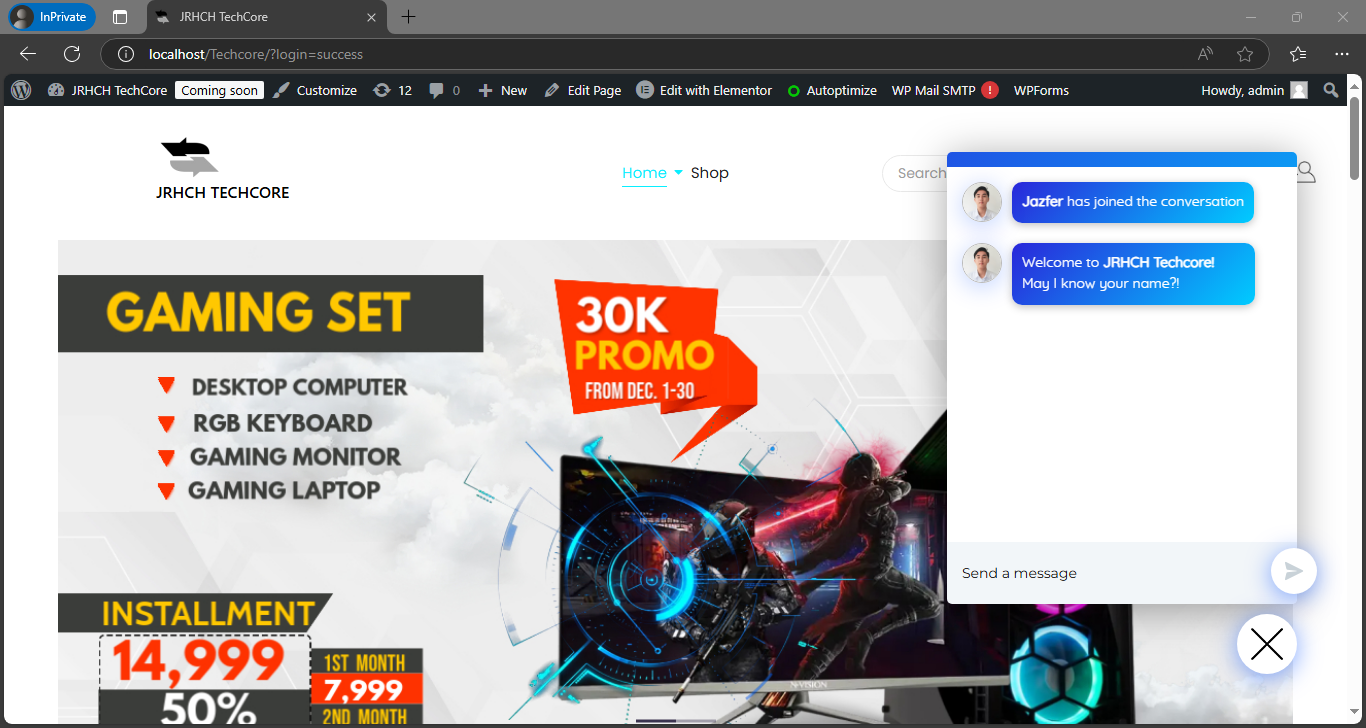 InPrivate
JRHCH TechCore
localhost/Techcore/?login=success
JRHCH TechCore Coming soon Customize 12 0 New Edit Page Edit with Elementor Autoptimize WP Mail SMTP ! WPForms Howdy, admin
JRHCH TECHCORE
Home Shop Search
GAMING SET
DESKTOP COMPUTER
RGB KEYBOARD
GAMING MONITOR
GAMING LAPTOP
30K
PROMO
FROM DEC. 1-30
INSTALLMENT
14,999
50%
1ST MONTH
7,999
2ND MONTH
N-VISION
Jazfer has joined the conversation
Welcome to JRHCH Techcore!
May I know your name?!
Send a message